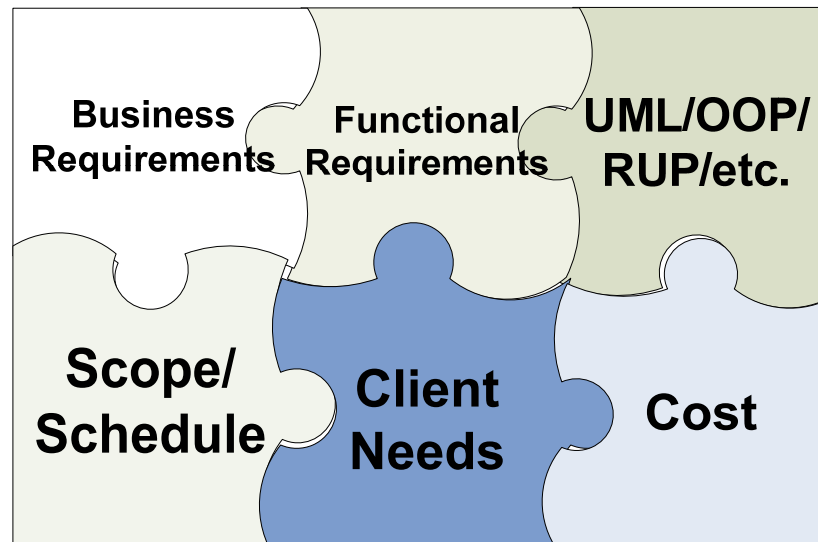 Business
Requirements
Functional
Requirements
UML/OOP/
RUP/etc.
Scope/
Schedule
Client
Needs
Cost